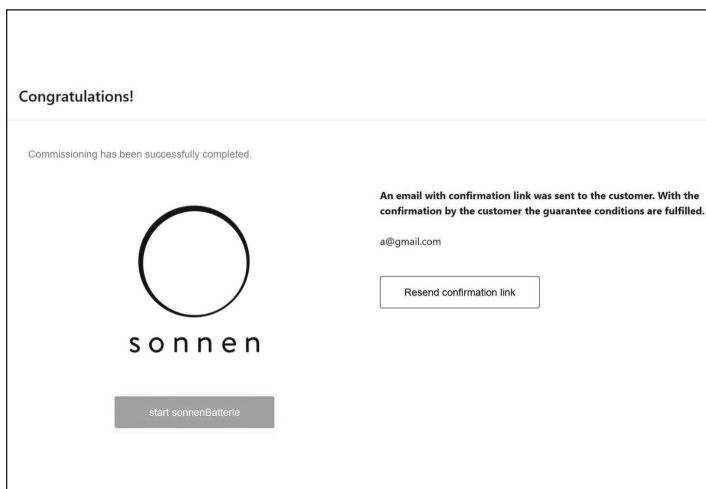 Congratulations!
Commissioning has been successfully completed.
An email with confirmation link was sent to the customer. With the
confirmation by the customer the guarantee conditions are fulfilled.
a@gmail.com
Resend confirmation link
sonnen
start sonnenBatterie